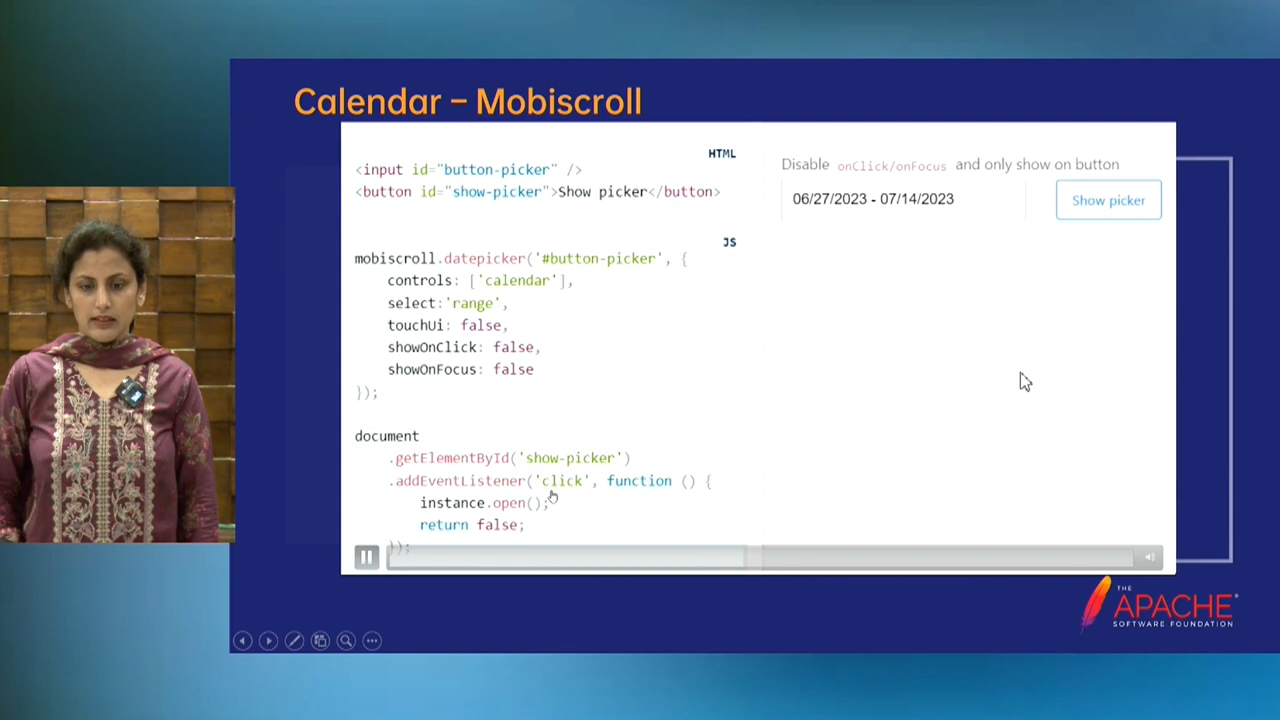 Calendar – Mobiscroll
HTML
<input id="button-picker" />
<button id="show-picker">Show picker</button>
JS
mobiscroll.datepicker('#button-picker', {
controls: ['calendar'],
select:'range',
touchUi: false,
showOnClick: false,
showOnFocus: false
});
document
.getElementById('show-picker')
.addEventListener('click', function () {
instance.open();
return false;
});
Disable onClick/onFocus and only show on button
06/27/2023 - 07/14/2023
Show picker
THE
APACHE®
SOFTWARE FOUNDATION